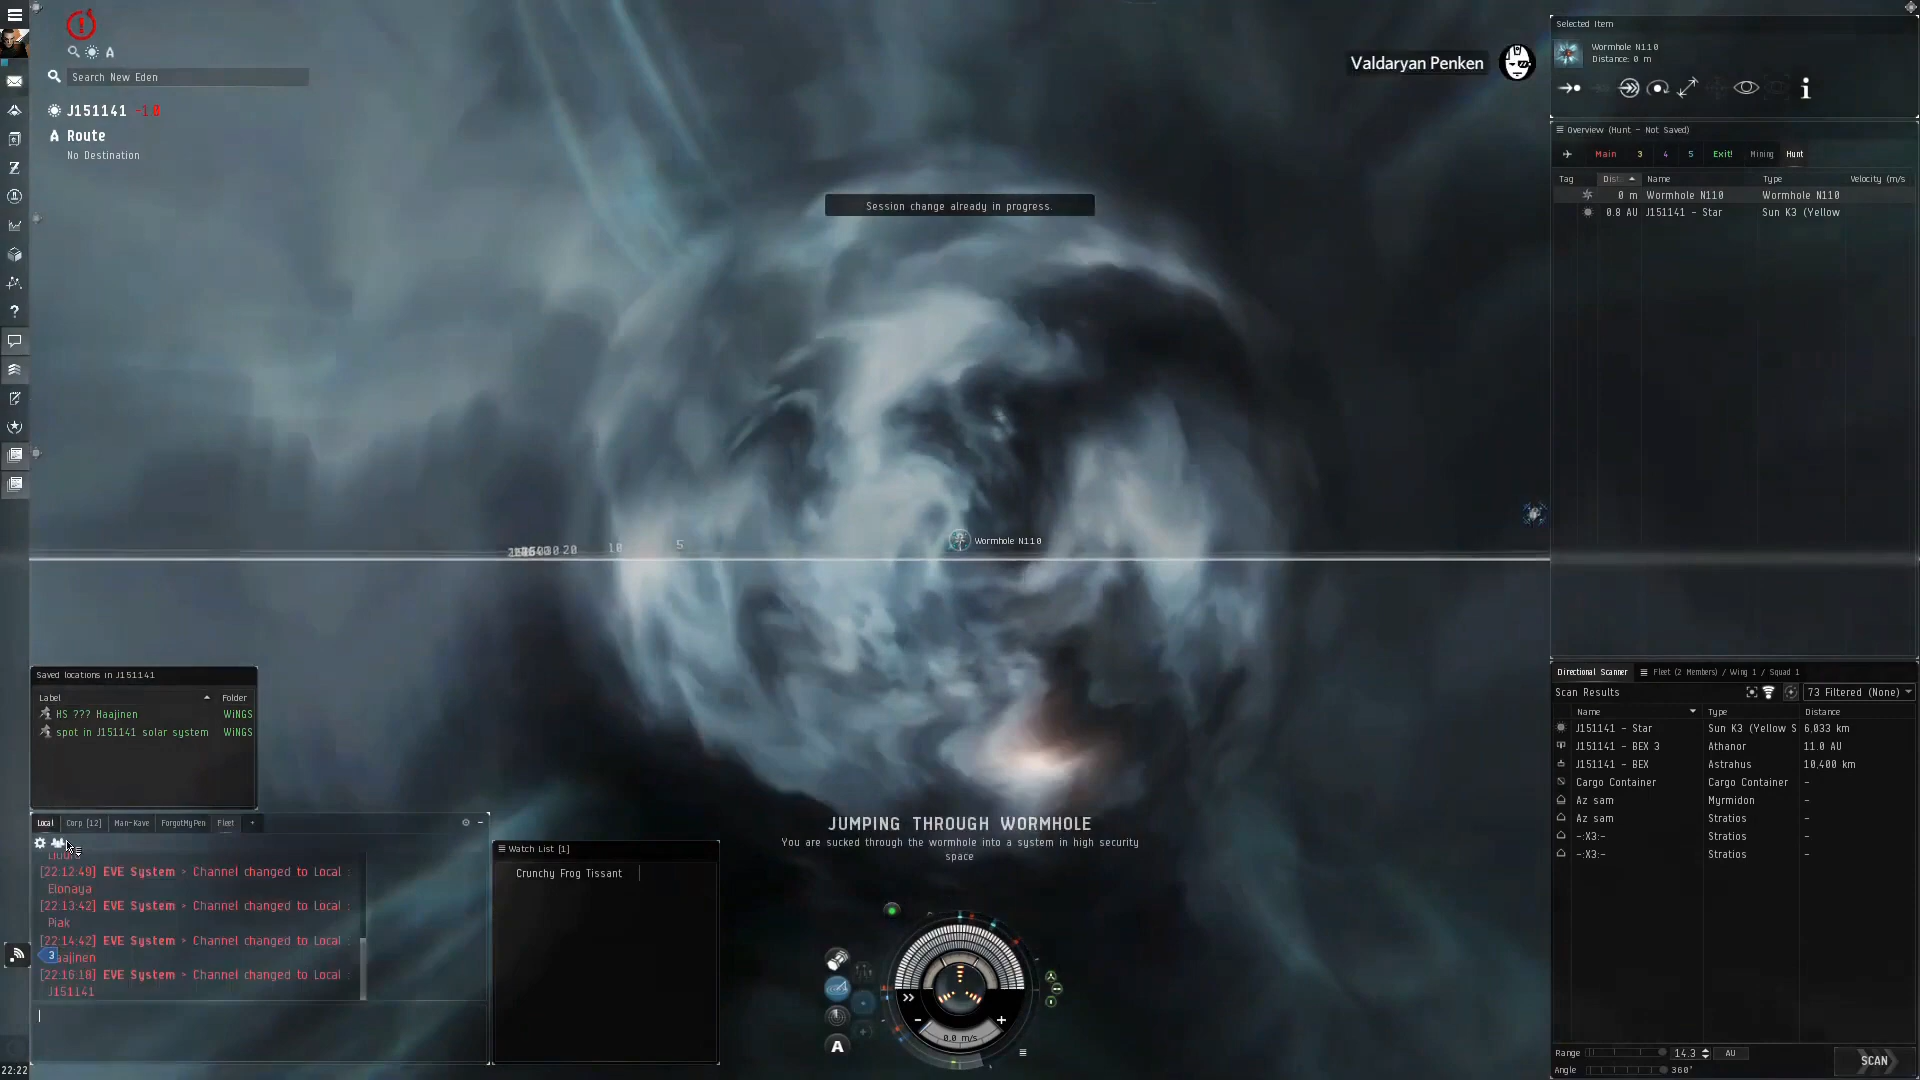 Search New Eden
J151141 -1.0
A Route
No Destination
Session change already in progress.
Valdaryan Penken
Selected Item
Wormhole N110
Distance: 0 m
Overview (Hunt - Not Saved)
Main 3 4 5 Exit! Mining Hunt
Tag Name Type Velocity (m/s
0 m Wormhole N110 Wormhole N110
0.8 AU J151141 - Star Sun K3 (Yellow
20 10 5
Wormhole N110
Saved locations in J151141
Label Folder
HS ??? Haajinen WiNGS
spot in J151141 solar system WiNGS
Local Corp [12] Man-Kave ForgotMyPen Fleet +
[22:12:49] EVE System > Channel changed to Local :
Elonaya
[22:13:42] EVE System > Channel changed to Local :
Piak
[22:14:42] EVE System > Channel changed to Local :
aajinen
3
[22:16:18] EVE System > Channel changed to Local :
J151141
22:22
Watch List [1]
Crunchy Frog Tissant
JUMPING THROUGH WORMHOLE
You are sucked through the wormhole into a system in high security
space
0.0 m/s
A
Directional Scanner Fleet (2 Members) / Wing 1 / Squad 1
Scan Results 73 Filtered (None)
Name Type Distance
J151141 - Star Sun K3 (Yellow S 6,033 km
J151141 - BEX 3 Athanor 11.0 AU
J151141 - BEX Astrahus 10,400 km
Cargo Container Cargo Container -
Az sam Myrmidon -
Az sam Stratios -
-:X3:- Stratios -
-:X3:- Stratios -
Range 14.3 AU
Angle 360°
SCAN